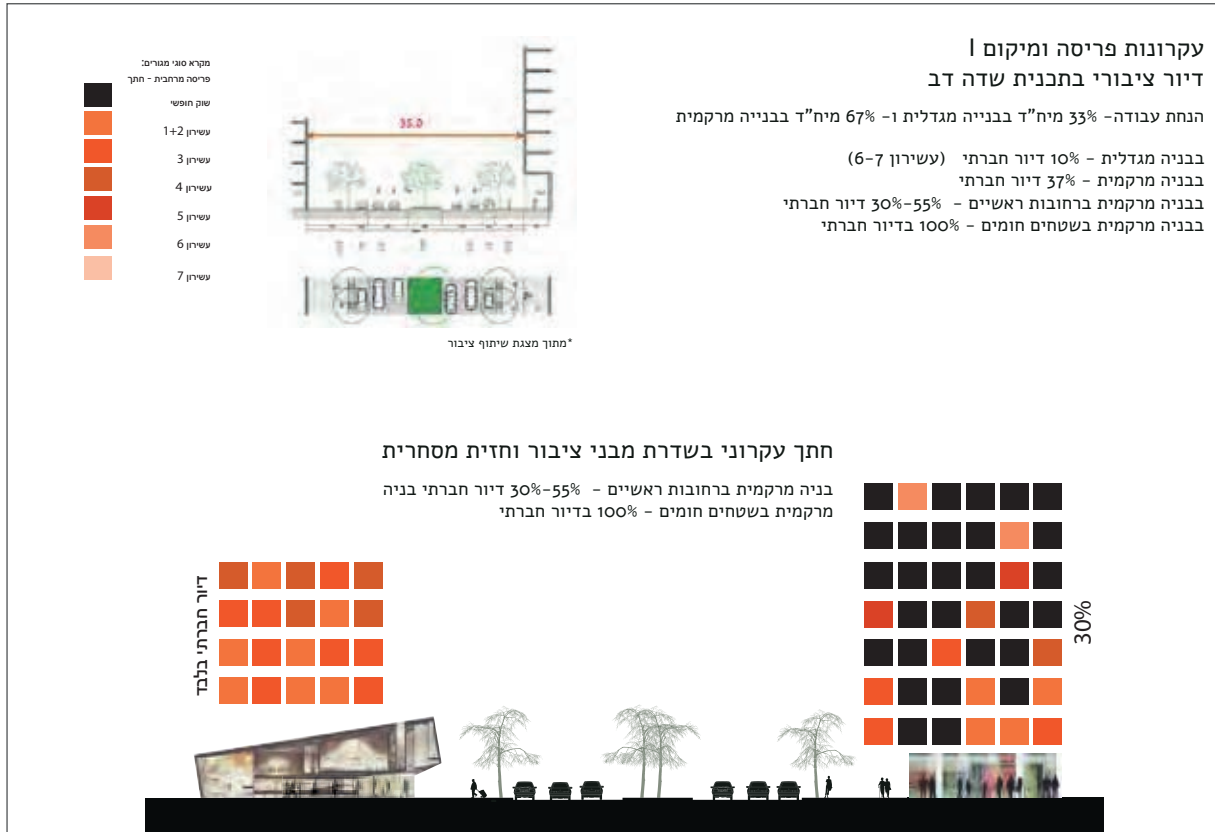 עקרונות פריסה ומיקום I
דיור ציבורי בתכנית שדה דב
הנחת עבודה- 33% מיח"ד בבנייה מגדלית ו- 67% מיח"ד בבנייה מרקמית
בבניה מגדלית - 10% דיור חברתי (עשירון 6-7)
בבניה מרקמית - 37% דיור חברתי
בבניה מרקמית ברחובות ראשיים - 30%-55% דיור חברתי
בבניה מרקמית בשטחים חומים - 100% בדיור חברתי
מקרא סוגי מגורים:
פריסה מרחבית - חתך
שוק חופשי
עשירון 1+2
עשירון 3
עשירון 4
עשירון 5
עשירון 6
עשירון 7
35.0
*מתוך מצגת שיתוף ציבור
חתך עקרוני בשדרת מבני ציבור וחזית מסחרית
בניה מרקמית ברחובות ראשיים - 30%-55% דיור חברתי בניה
מרקמית בשטחים חומים - 100% בדיור חברתי
30%
דיור חברתי בלבד